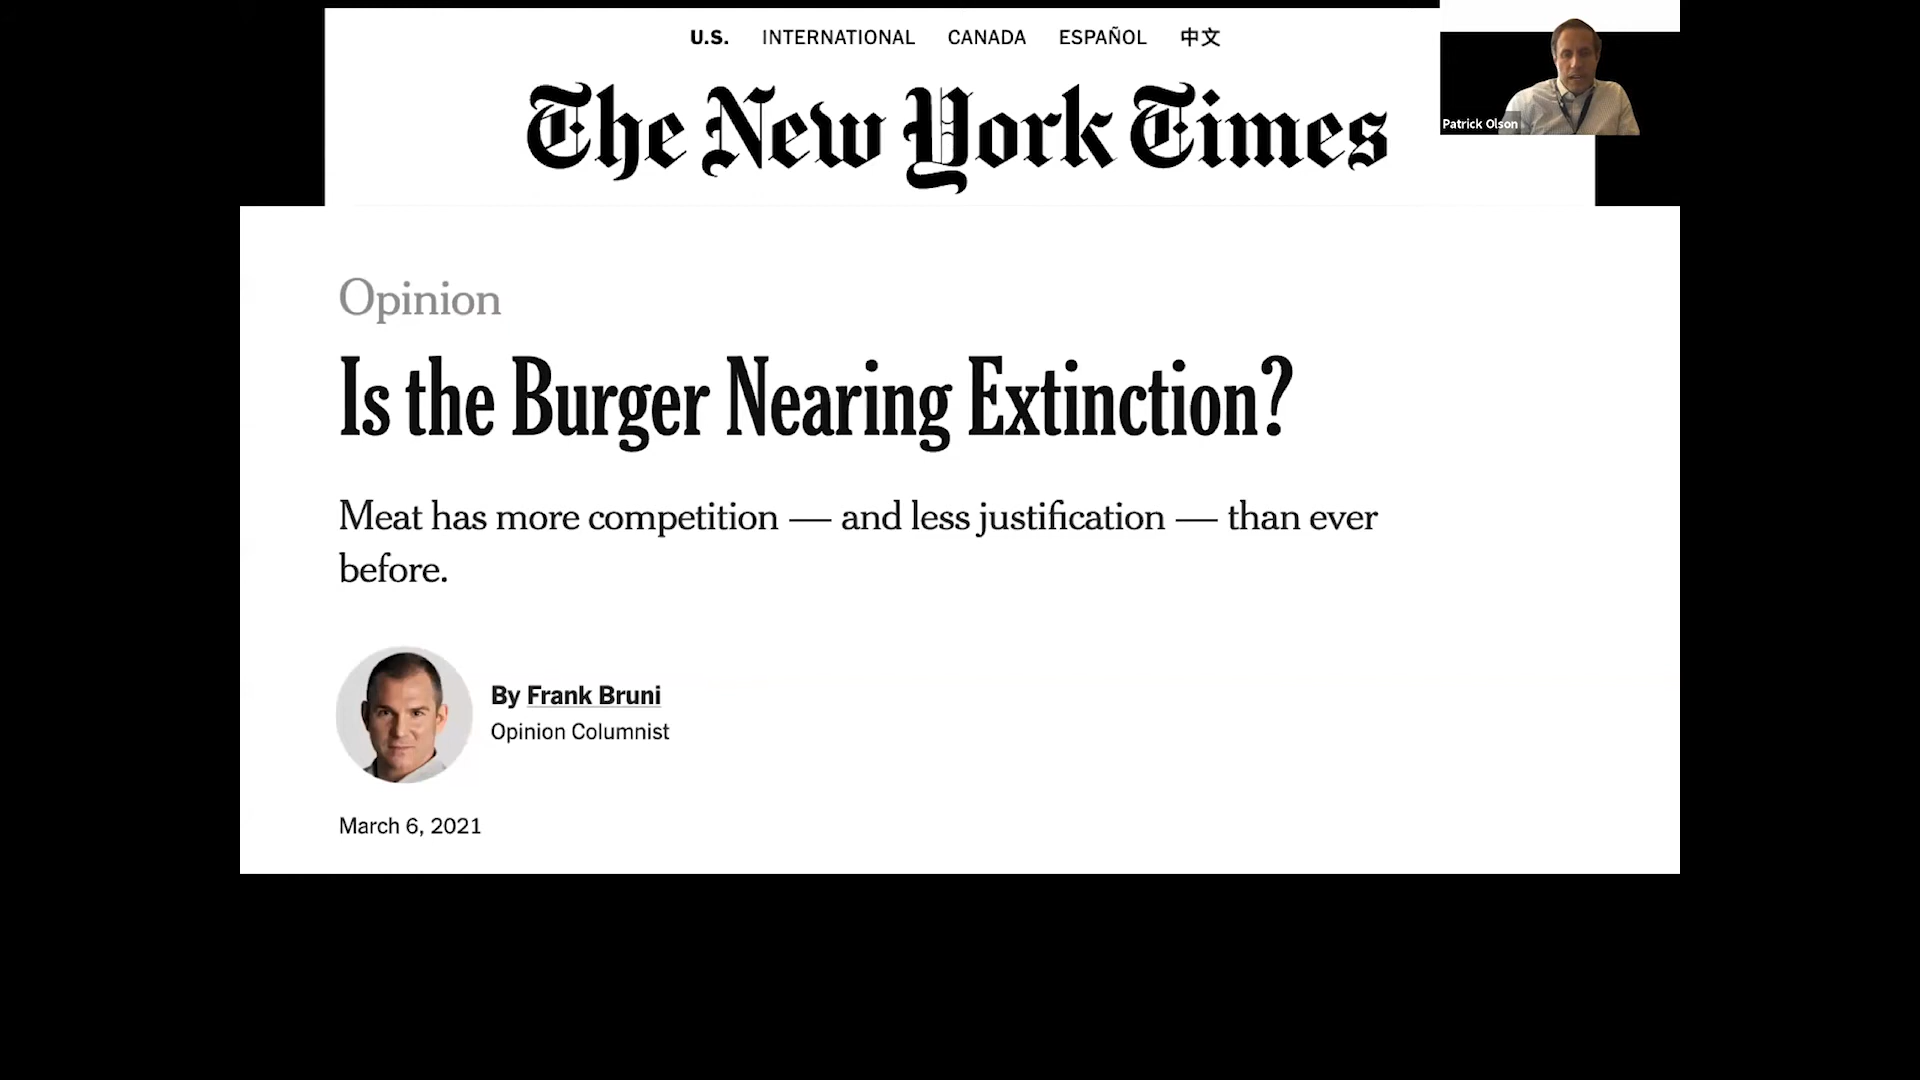 U.S. INTERNATIONAL CANADA ESPAÑOL 中文
The New York Times
Patrick Olson
Opinion
Is the Burger Nearing Extinction?
Meat has more competition — and less justification — than ever
before.
By Frank Bruni
Opinion Columnist
March 6, 2021